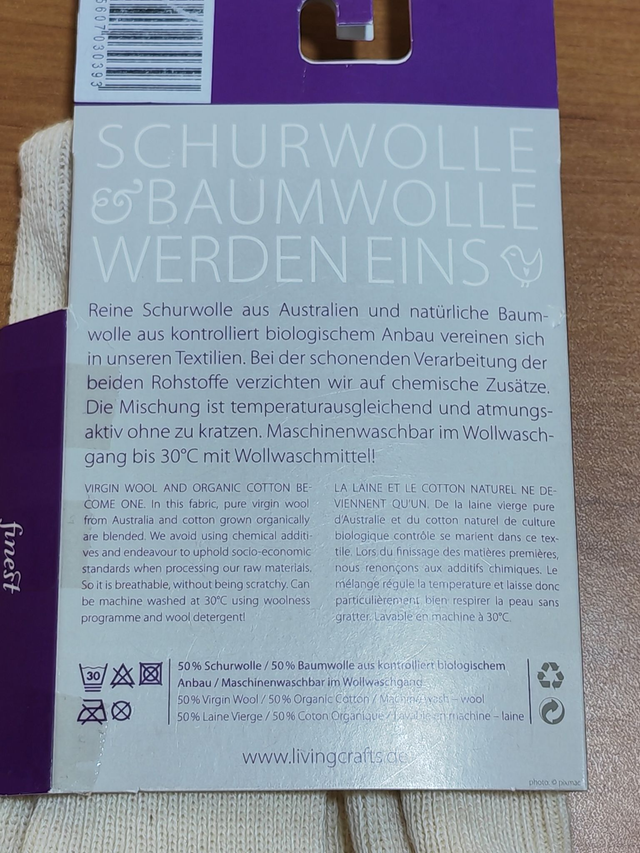 5607030393
SCHURWOLLE
& BAUMWOLLE
WERDEN EINS
Reine Schurwolle aus Australien und natürliche Baum-
wolle aus kontrolliert biologischem Anbau vereinen sich
in unseren Textilien. Bei der schonenden Verarbeitung der
beiden Rohstoffe verzichten wir auf chemische Zusätze.
Die Mischung ist temperaturausgleichend und atmungs-
aktiv ohne zu kratzen. Maschinenwaschbar im Wollwasch-
gang bis 30°C mit Wollwaschmittel!
VIRGIN WOOL AND ORGANIC COTTON BE-
COME ONE. In this fabric, pure virgin wool
from Australia and cotton grown organically
are blended. We avoid using chemical additi-
ves and endeavour to uphold socio-economic
standards when processing our raw materials.
So it is breathable, without being scratchy. Can
be machine washed at 30°C using woolness
programme and wool detergent!
LA LAINE ET LE COTTON NATUREL NE DE-
VIENNENT QU'UN. De la laine vierge pure
d'Australie et du cotton naturel de culture
biologique contrôle se marient dans ce tex-
tile. Lors du finissage des matières premières,
nous renonçons aux additifs chimiques. Le
mélange régule la temperature et laisse donc
particulièrement bien respirer la peau sans
gratter. Lavable en machine à 30°C.
finest
30
50% Schurwolle / 50% Baumwolle aus kontrolliert biologischem
Anbau / Maschinenwaschbar im Wollwaschgang
50% Virgin Wool / 50% Organic Cotton / Machine wash – wool
50% Laine Vierge / 50% Coton Organique / Lavable en machine – laine
www.livingcrafts.de
photo: © pixmac